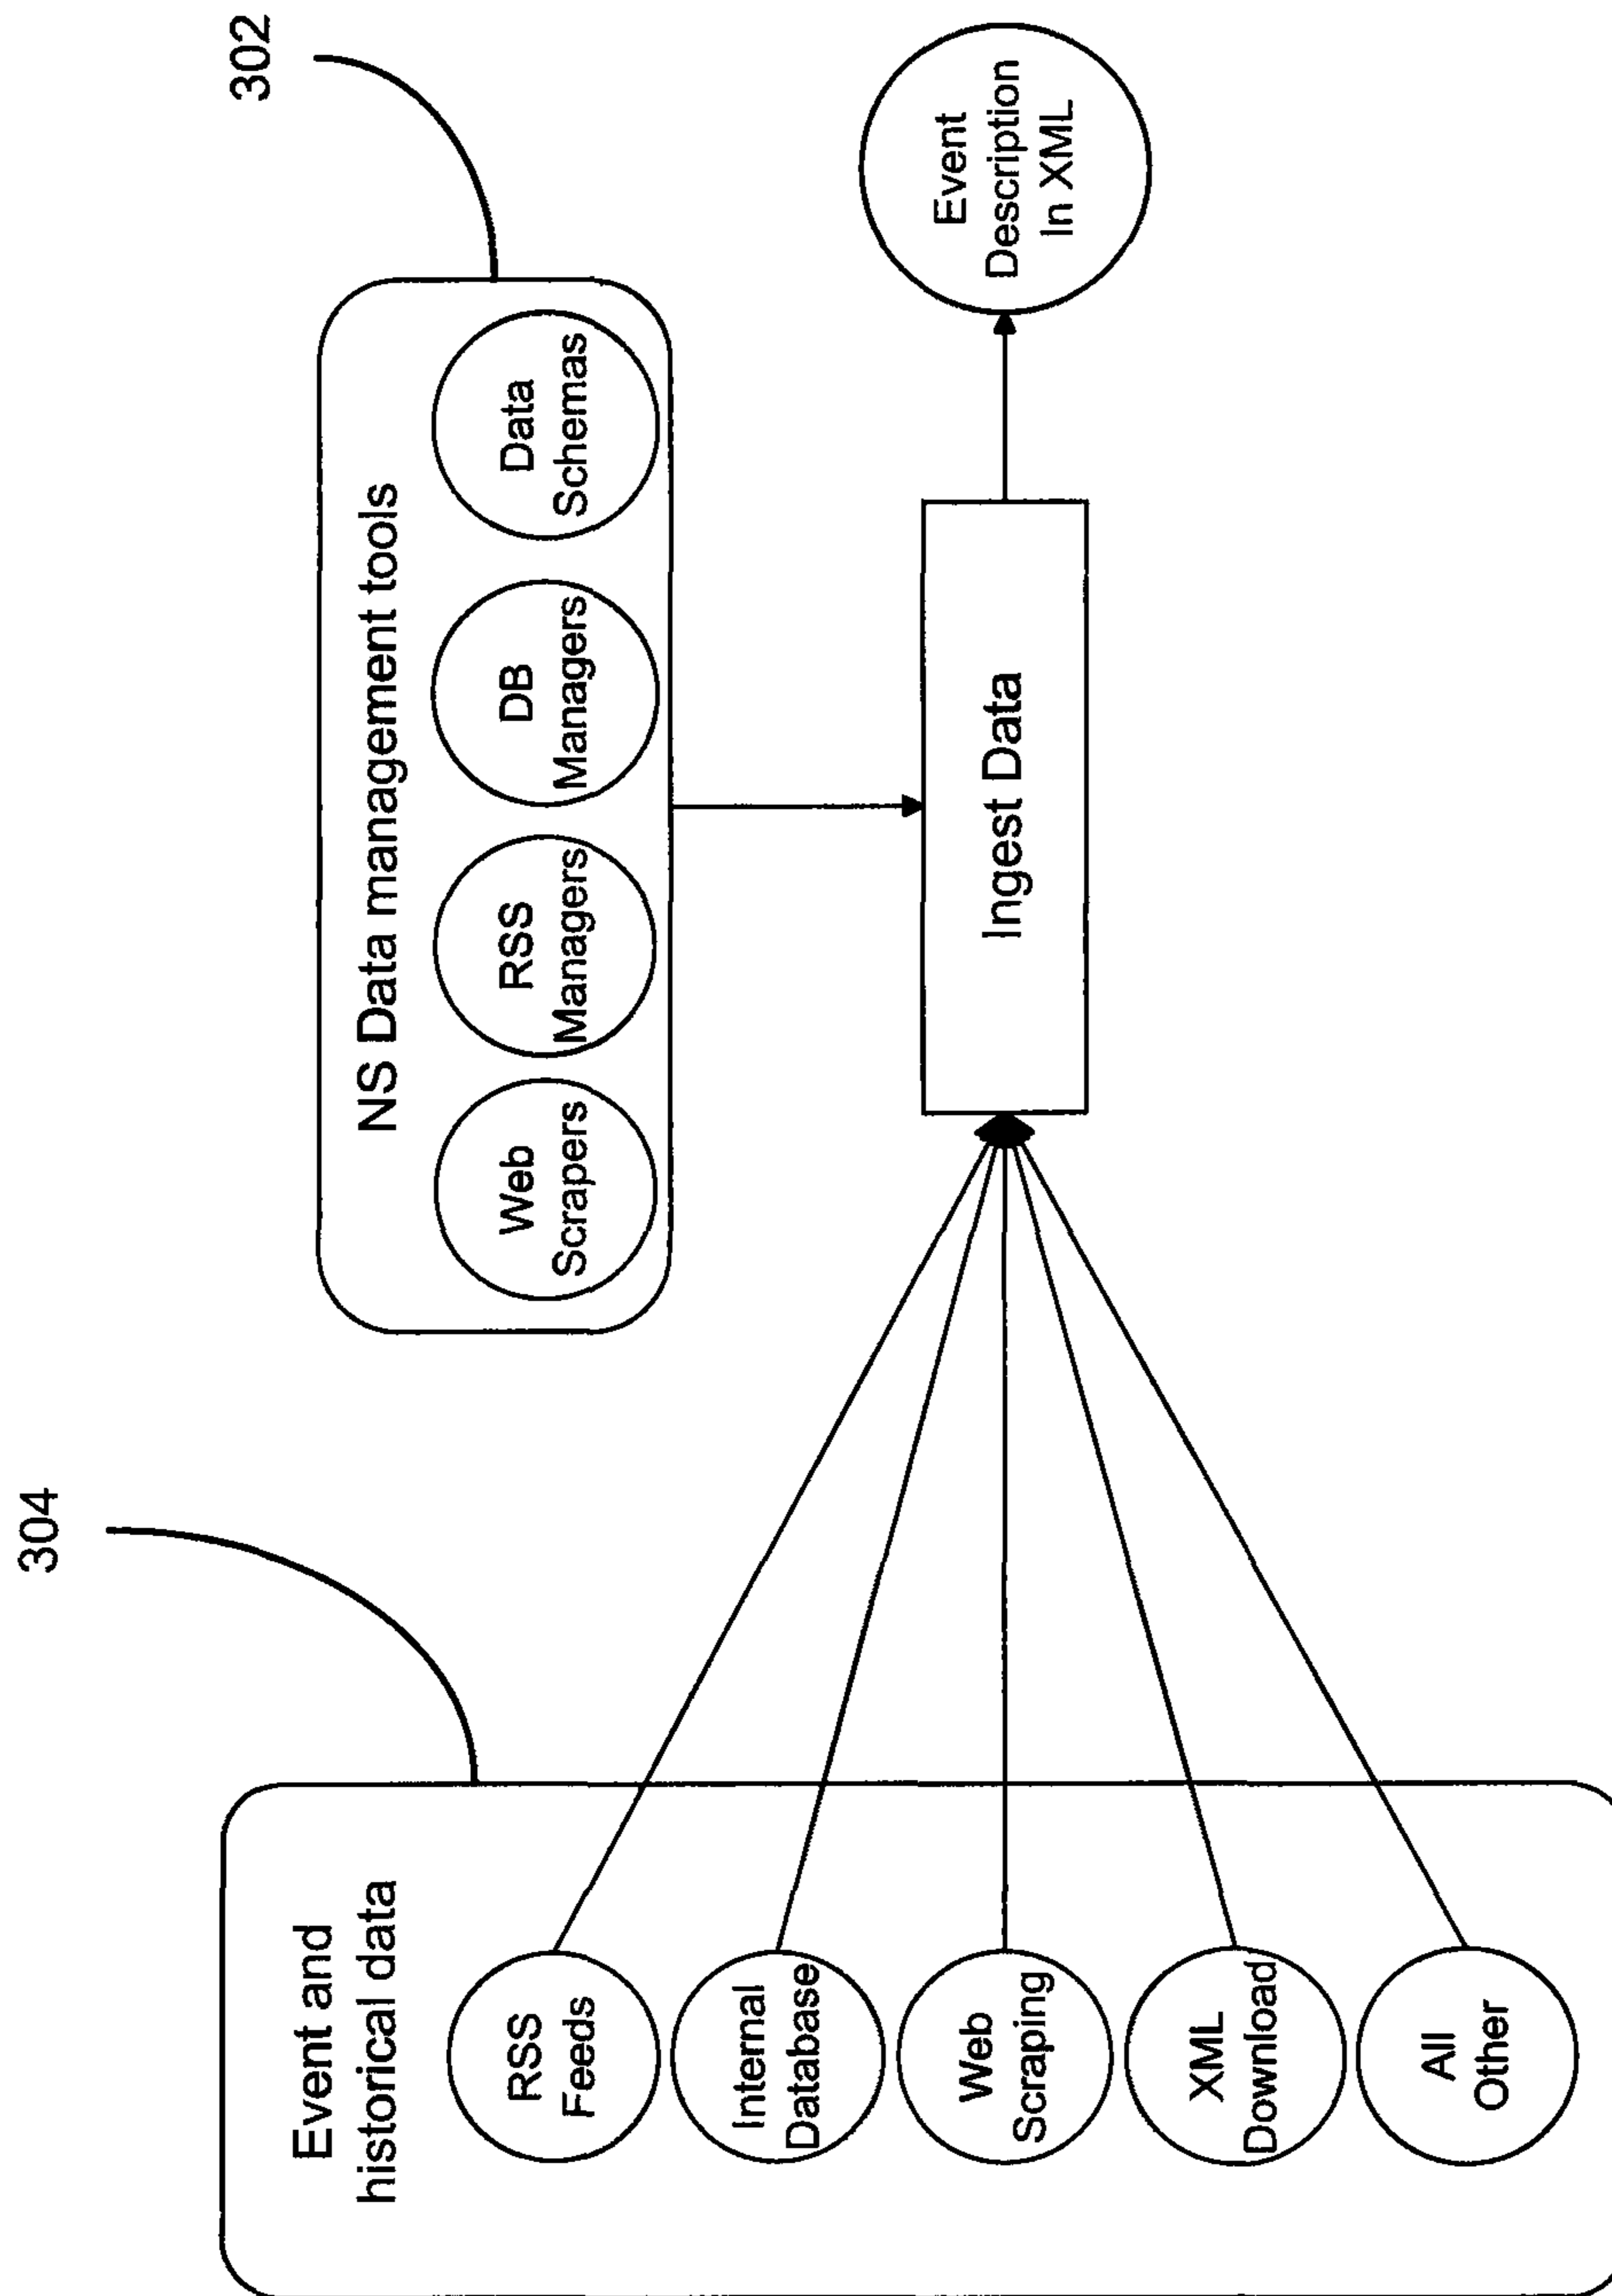 302
304
NS Data management tools
Web
Scrapers
RSS
Managers
DB
Managers
Data
Schemas
Event and
historical data
RSS
Feeds
Internal
Database
Web
Scraping
XML
Download
All
Other
Ingest Data
Event
Description
In XML